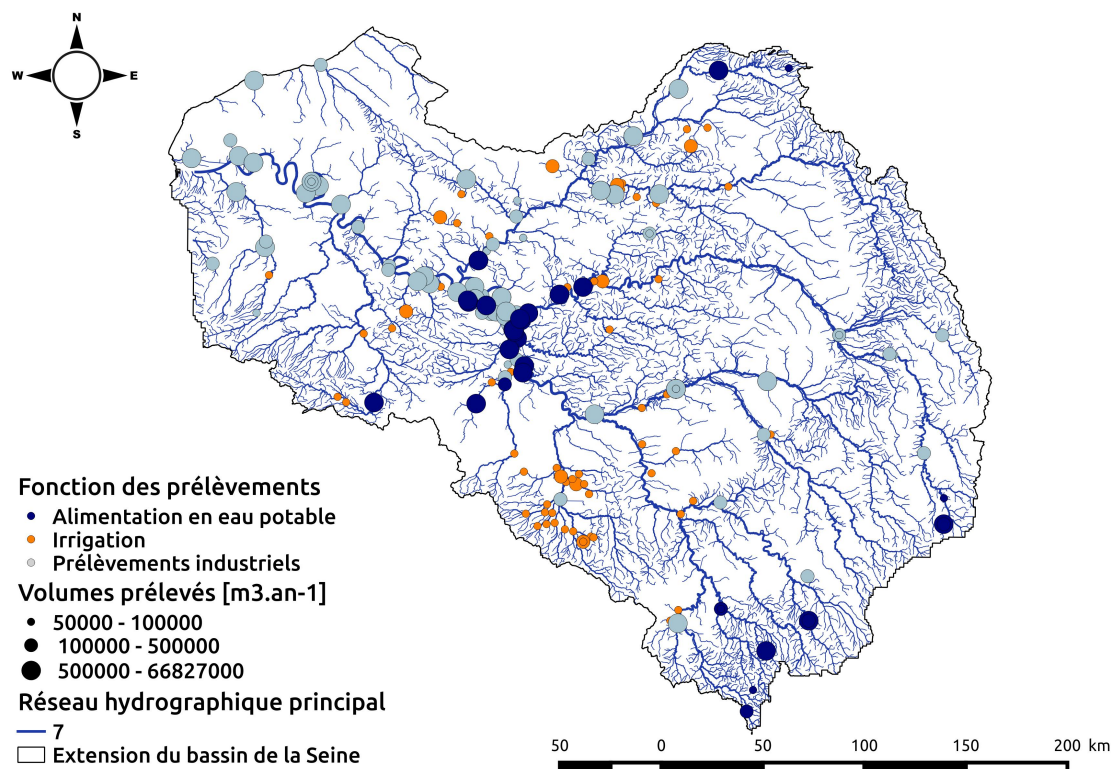 N
W
E
S
Fonction des prélèvements
Alimentation en eau potable
Irrigation
Prélèvements industriels
Volumes prélevés [m3.an-1]
50000 - 100000
100000 - 500000
500000 - 66827000
Réseau hydrographique principal
7
Extension du bassin de la Seine
50 0 50 100 150 200 km